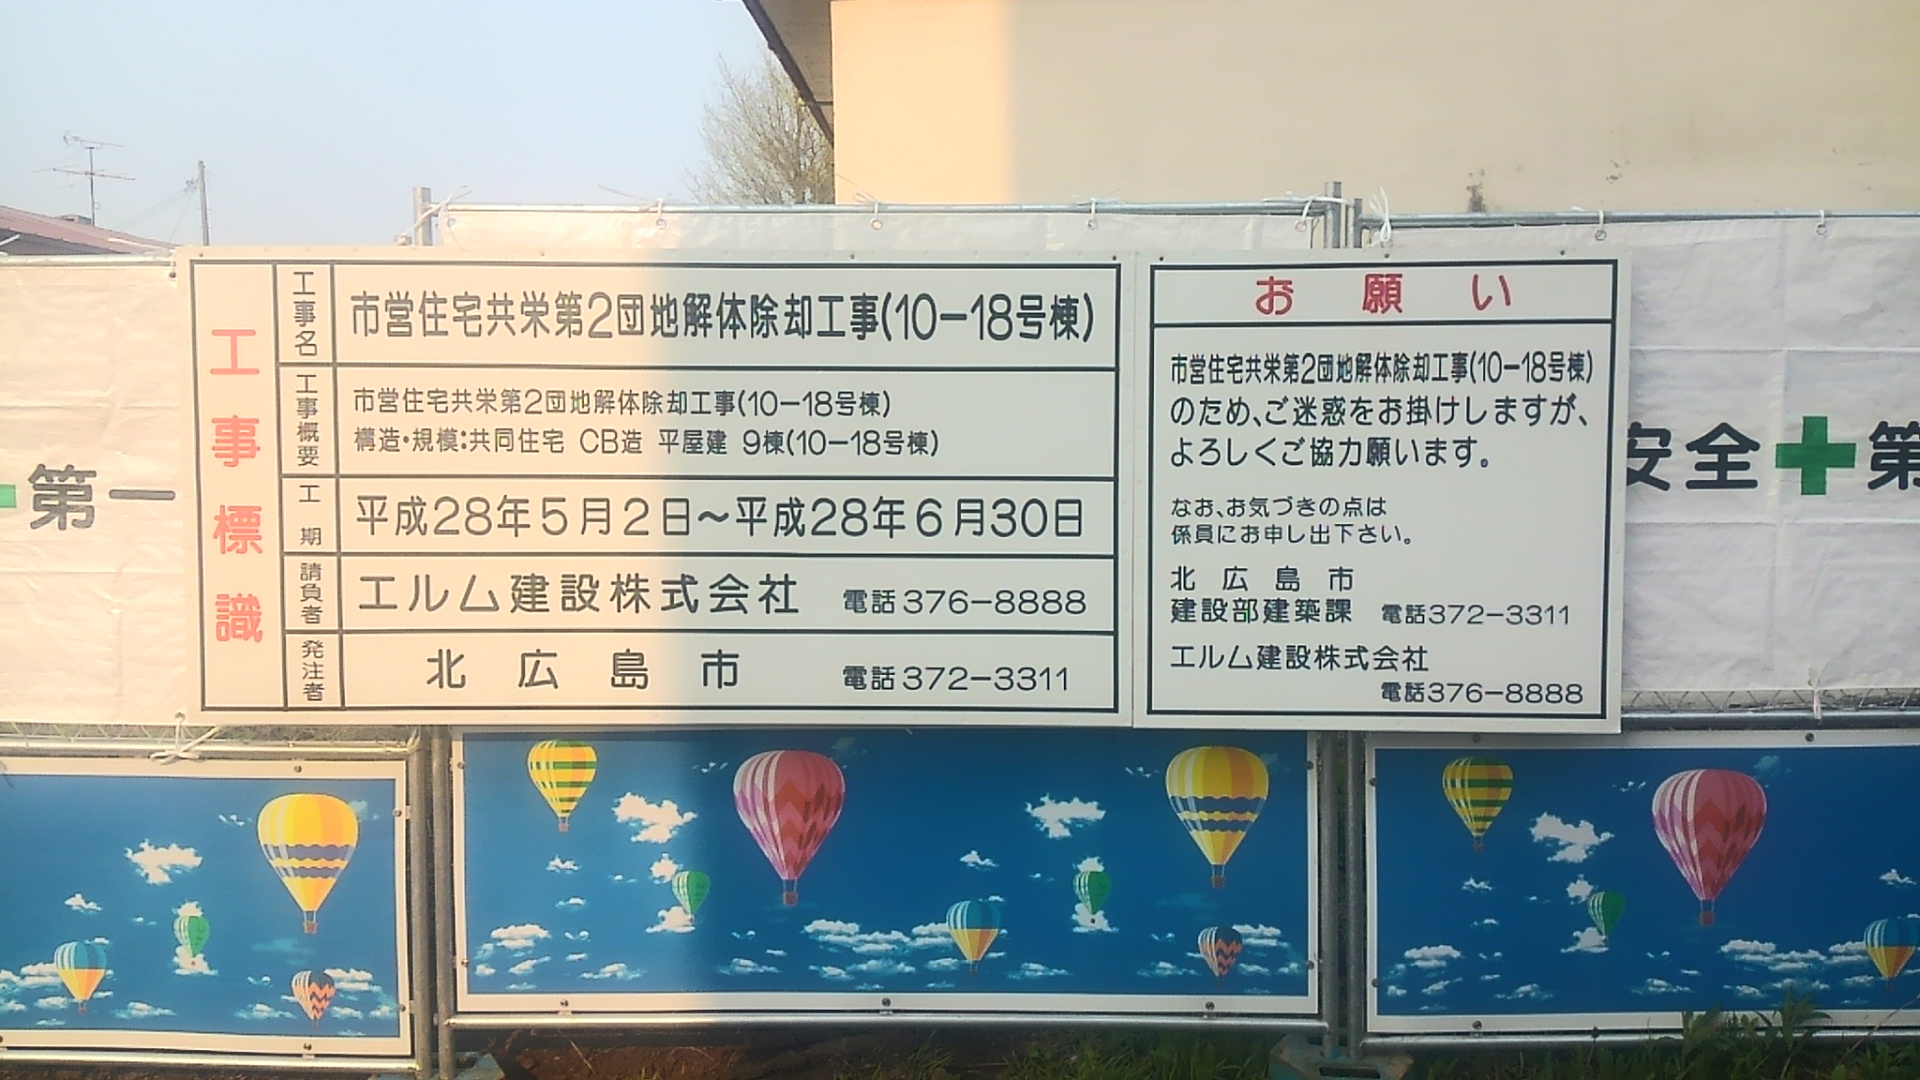 工事標識
工事名
市営住宅共栄第2団地解体除却工事(10-18号棟)
工事概要
市営住宅共栄第2団地解体除却工事(10-18号棟)
構造・規模:共同住宅 CB造 平屋建 9棟(10-18号棟)
工期
平成28年5月2日~平成28年6月30日
請負者
エルム建設株式会社 電話376-8888
発注者
北広島市 電話372-3311
お願い
市営住宅共栄第2団地解体除却工事(10-18号棟)
のため、ご迷惑をお掛けしますが、
よろしくご協力願います。
なお、お気づきの点は
係員にお申し出下さい。
北広島市
建設部建築課 電話372-3311
エルム建設株式会社
電話376-8888
第一
安全+第